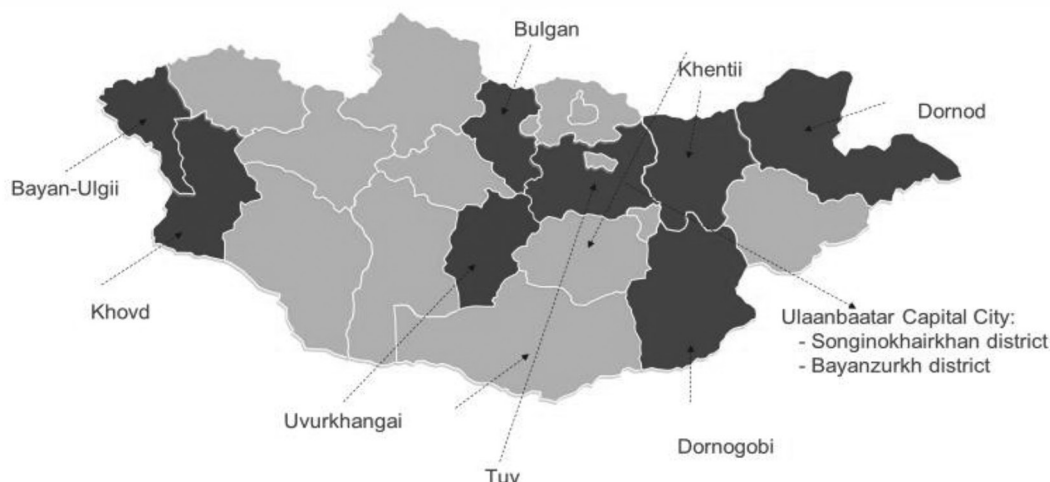 Bulgan
Khentii
Dornod
Bayan-Ulgii
Khovd
Ulaanbaatar Capital City:
- Songinokhairkhan district
- Bayanzurkh district
Uvurkhangai
Dornogobi
Tuv